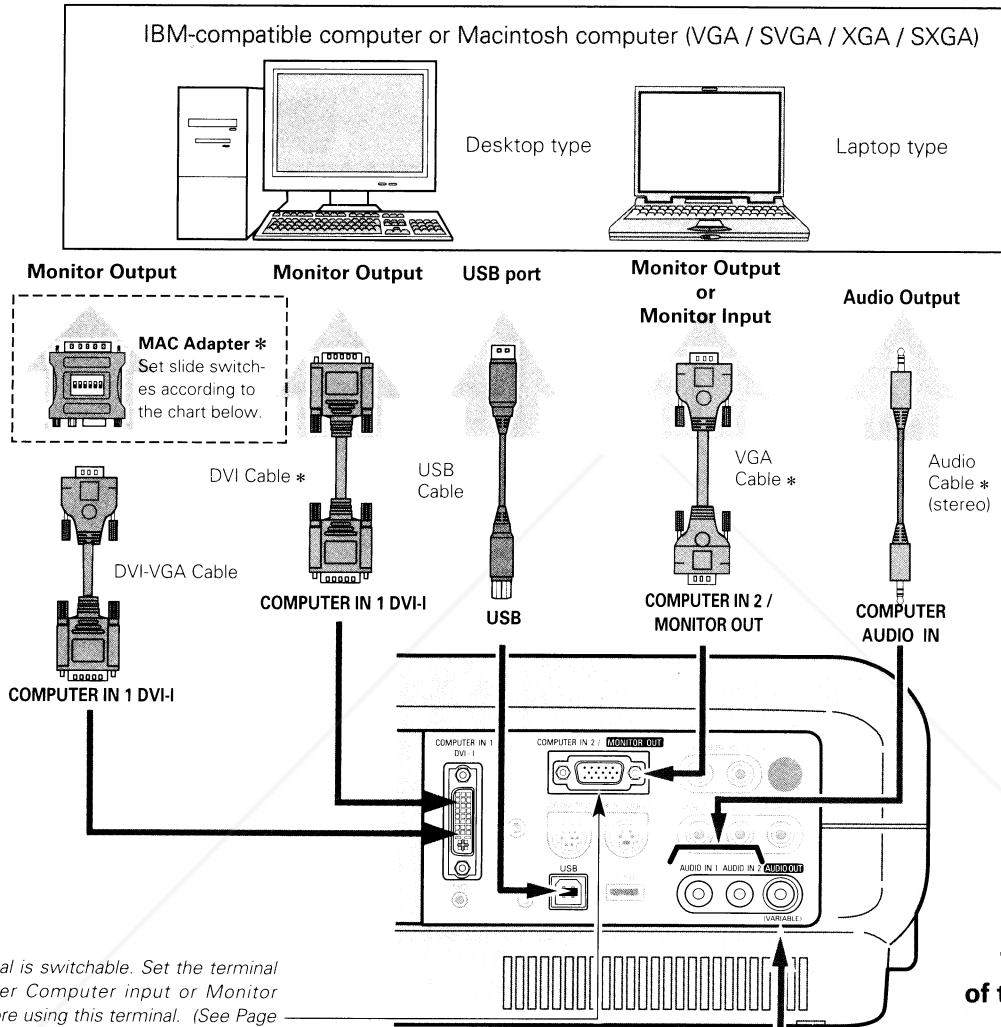 IBM-compatible computer or Macintosh computer (VGA / SVGA / XGA / SXGA)
Desktop type
Laptop type
Monitor Output
Monitor Output
USB port
Monitor Output
or
Monitor Input
Audio Output
MAC Adapter *
Set slide switch-
es according to
the chart below.
DVI Cable *
USB
Cable
VGA
Cable *
Audio
Cable *
(stereo)
DVI-VGA Cable
COMPUTER IN 1 DVI-I
USB
COMPUTER IN 2 /
MONITOR OUT
COMPUTER
AUDIO IN
COMPUTER IN 1 DVI-I
COMPUTER IN 1
DVI - I
COMPUTER IN 2 / MONITOR OUT
USB
AUDIO IN 1 AUDIO IN 2 AUDIO OUT
(VARIABLE)
al is switchable. Set the terminal
er Computer input or Monitor
re using this terminal. (See Page
of t